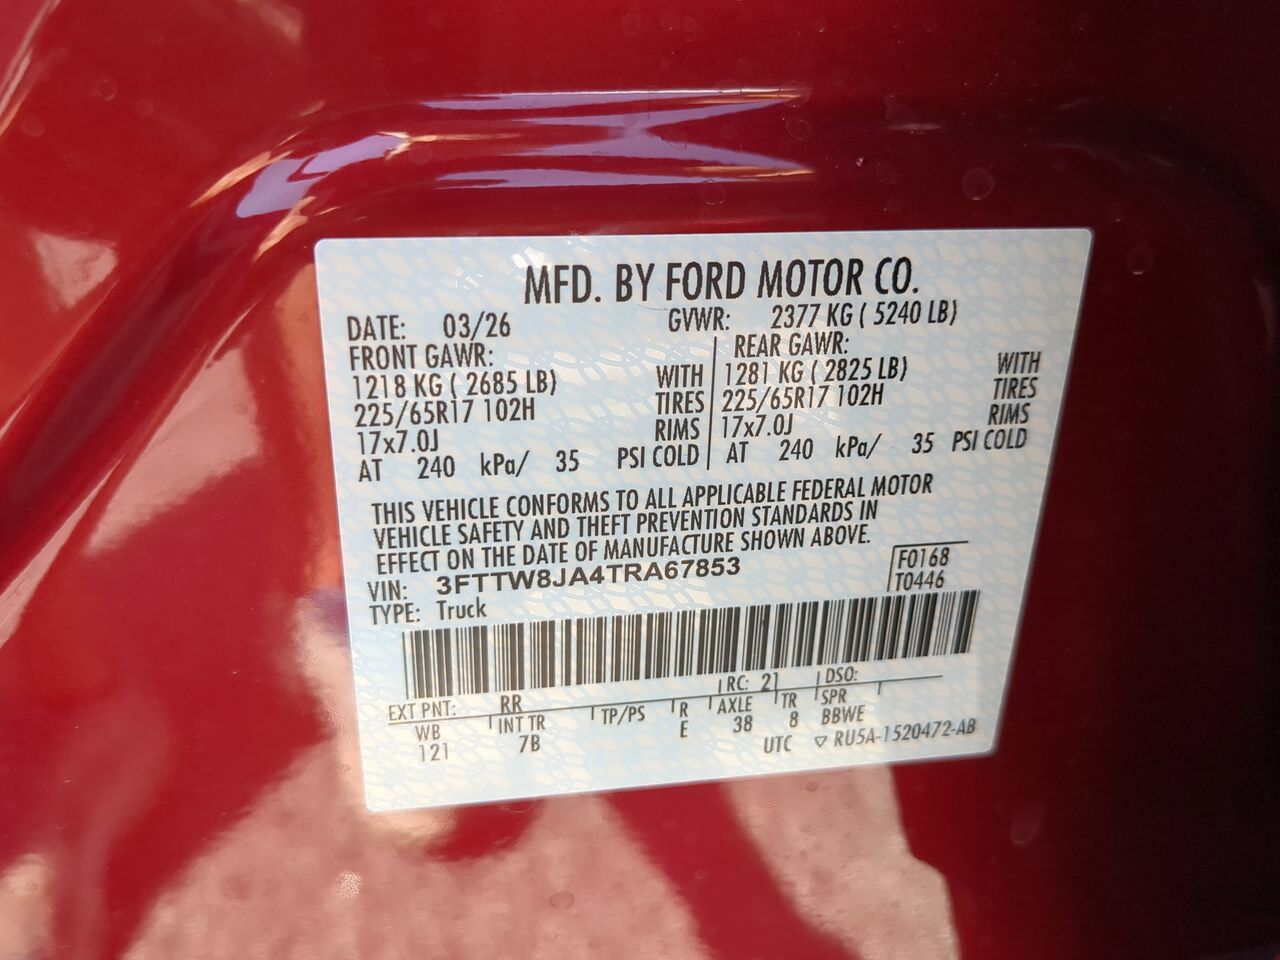 MFD. BY FORD MOTOR CO.
DATE: 03/26 GVWR: 2377 KG ( 5240 LB)
FRONT GAWR: REAR GAWR:
1218 KG ( 2685 LB) WITH 1281 KG ( 2825 LB) WITH
225/65R17 102H TIRES 225/65R17 102H TIRES
17x7.0J RIMS 17x7.0J RIMS
AT 240 kPa/ 35 PSI COLD AT 240 kPa/ 35 PSI COLD
THIS VEHICLE CONFORMS TO ALL APPLICABLE FEDERAL MOTOR
VEHICLE SAFETY AND THEFT PREVENTION STANDARDS IN
EFFECT ON THE DATE OF MANUFACTURE SHOWN ABOVE.
VIN: 3FTTW8JA4TRA67853 F0168
TYPE: Truck T0446
EXT PNT: RR RC: 21 DSO:
WB INT TR TP/PS R AXLE TR SPR
121 7B E 38 8 BBWE
UTC ▽ RU5A-1520472-AB